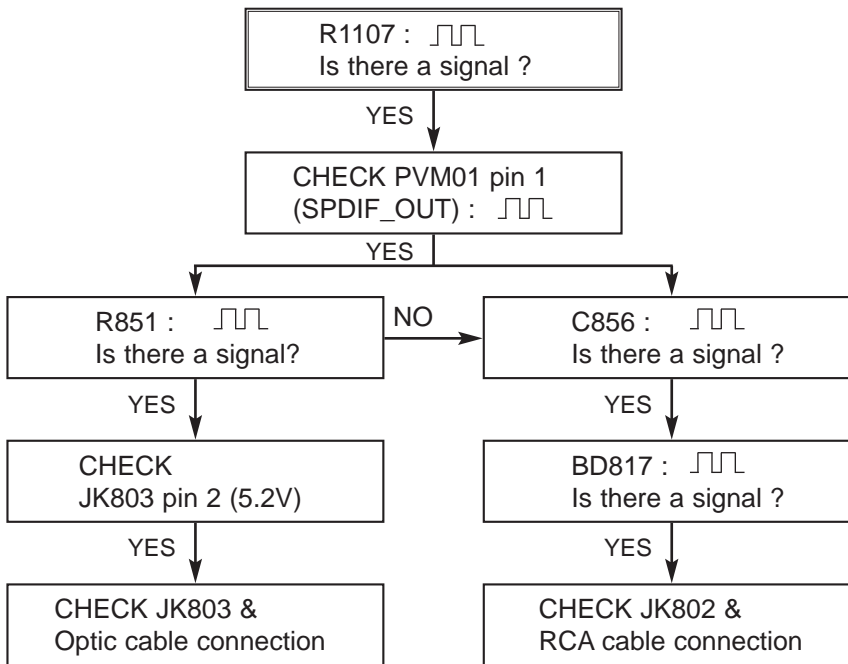 R1107 :
Is there a signal ?
YES
CHECK PVM01 pin 1
(SPDIF_OUT) :
YES
R851 :
Is there a signal?
NO
C856 :
Is there a signal ?
YES
YES
CHECK
JK803 pin 2 (5.2V)
BD817 :
Is there a signal ?
YES
YES
CHECK JK803 &
Optic cable connection
CHECK JK802 &
RCA cable connection